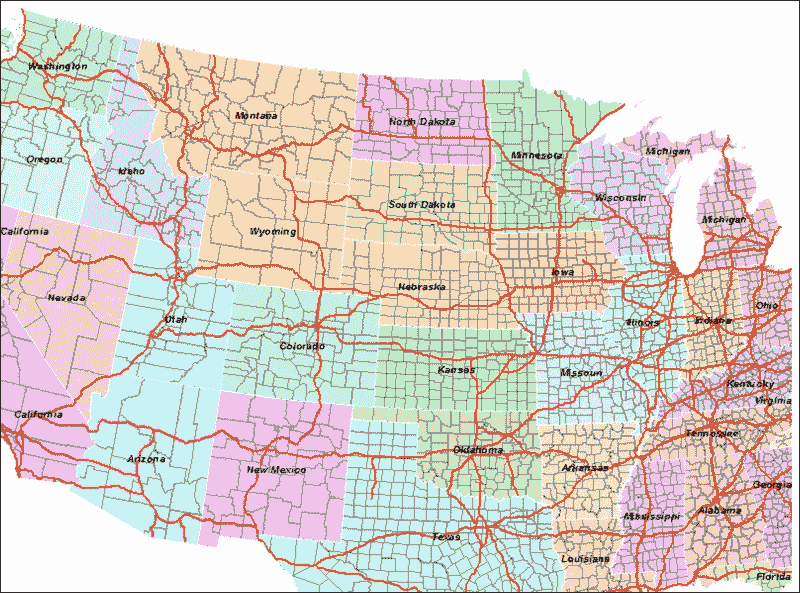 Washington
Montana
North Dakota
Minnesota
Michigan
Oregon
Idaho
South Dakota
Wisconsin
Michigan
California
Wyoming
Nebraska
Iowa
Nevada
Utah
Colorado
Kansas
Missouri
Illinois
Indiana
Ohio
Kentucky
Virginia
California
Arizona
New Mexico
Oklahoma
Arkansas
Tennessee
Georgia
Texas
Mississippi
Alabama
Louisiana
Florida